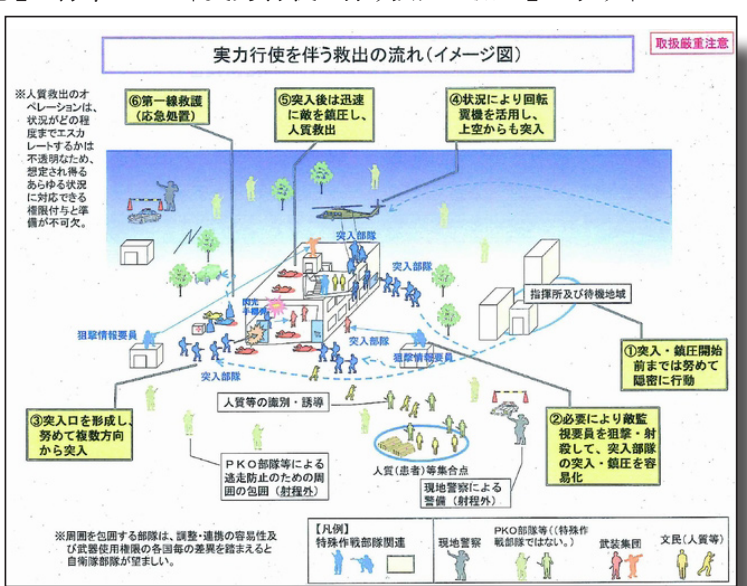 取扱厳重注意
実力行使を伴う救出の流れ(イメージ図)
※人質救出のオ
ペレーションは、
状況がどの程
度までエスカ
レートするかは
不透明なため、
想定され得る
あらゆる状況
に対応できる
権限付与と準
備が不可欠。
⑥第一線救護
(応急処置)
⑤突入後は迅速
に敵を鎮圧し、
人質救出
④状況により回転
翼機を活用し、
上空からも突入
突入部隊
突入部隊
指揮所及び待機地域
閃光
手榴弾
狙撃情報要員
突入部隊
狙撃情報要員
突入部隊
①突入・鎮圧開始
前までは努めて
隠密に行動
③突入口を形成し、
努めて複数方向
から突入
人質等の識別・誘導
②必要により敵監
視要員を狙撃・射
殺して、突入部隊
の突入・鎮圧を容
易化
PKO部隊等による
逃走防止のための周
囲の包囲(射程外)
人質(患者)等集合点
現地警察による
警備(射程外)
※周囲を包囲する部隊は、調整・連携の容易性及
び武器使用権限の各国毎の差異を踏まえると
自衛隊部隊が望ましい。
【凡例】
特殊作戦部隊関連
現地警察
PKO部隊等((特殊作
戦部隊ではない。)
武装集団
文民(人質等)